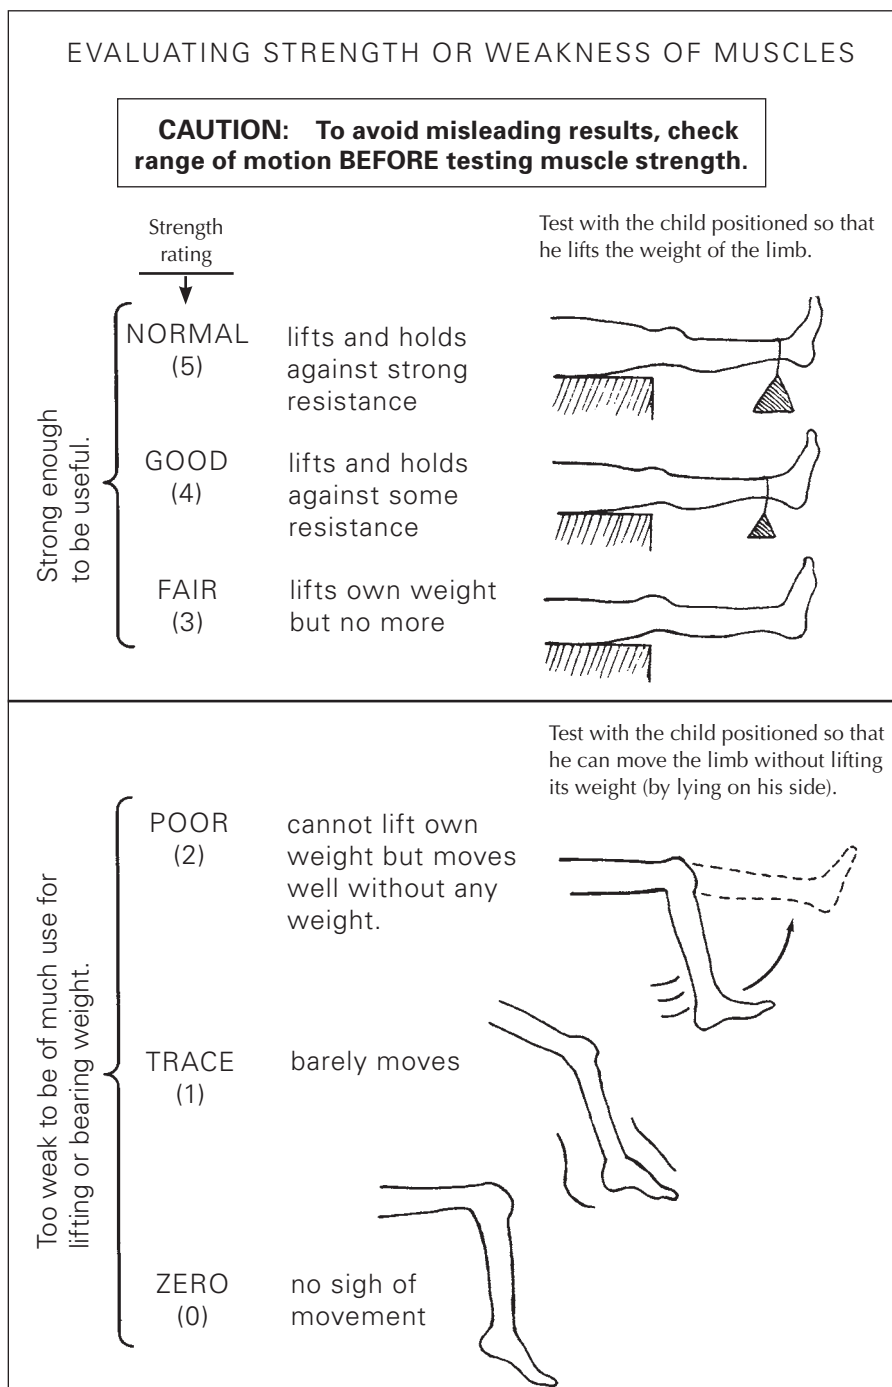 EVALUATING STRENGTH OR WEAKNESS OF MUSCLES
CAUTION: To avoid misleading results, check
range of motion BEFORE testing muscle strength.
Strength
rating
Test with the child positioned so that
he lifts the weight of the limb.
Strong enough
to be useful.
NORMAL
(5)
lifts and holds
against strong
resistance
GOOD
(4)
lifts and holds
against some
resistance
FAIR
(3)
lifts own weight
but no more
Test with the child positioned so that
he can move the limb without lifting
its weight (by lying on his side).
Too weak to be of much use for
lifting or bearing weight.
POOR
(2)
cannot lift own
weight but moves
well without any
weight.
TRACE
(1)
barely moves
ZERO
(0)
no sigh of
movement